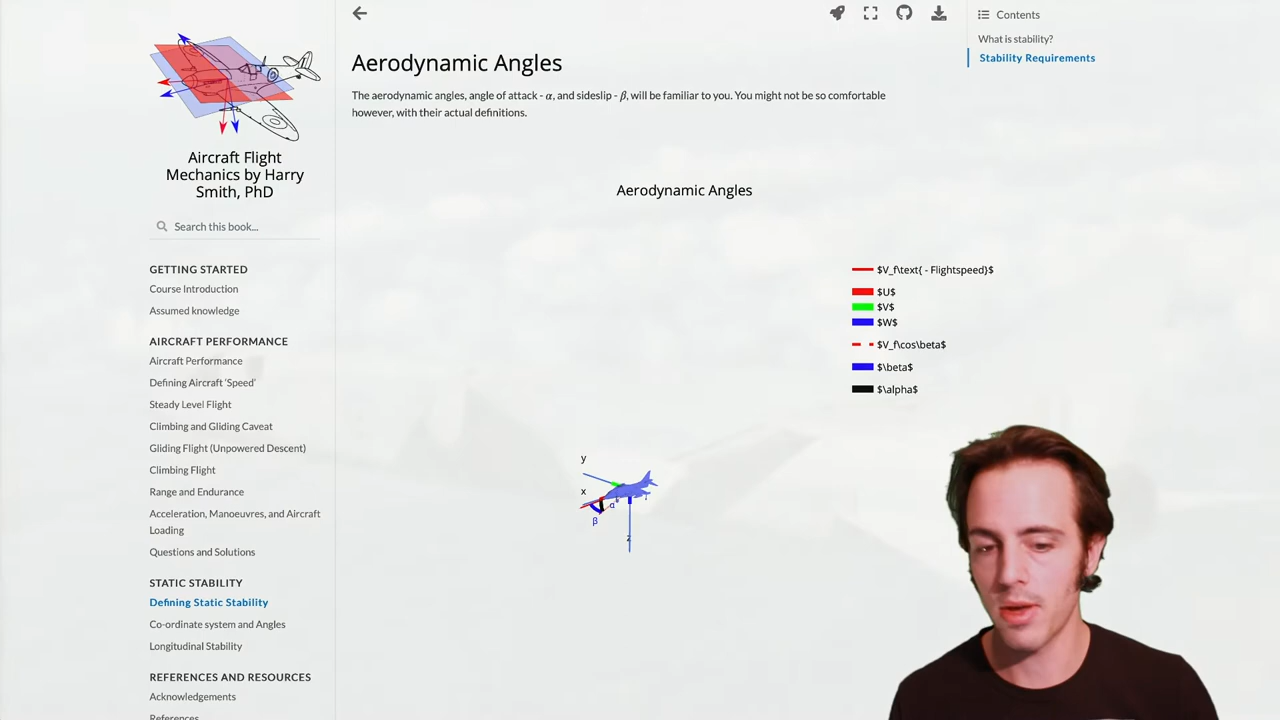 Aircraft Flight
Mechanics by Harry
Smith, PhD
Search this book...
GETTING STARTED
Course Introduction
Assumed knowledge
AIRCRAFT PERFORMANCE
Aircraft Performance
Defining Aircraft ‘Speed’
Steady Level Flight
Climbing and Gliding Caveat
Gliding Flight (Unpowered Descent)
Climbing Flight
Range and Endurance
Acceleration, Manoeuvres, and Aircraft
Loading
Questions and Solutions
STATIC STABILITY
Defining Static Stability
Co-ordinate system and Angles
Longitudinal Stability
REFERENCES AND RESOURCES
Acknowledgements
References
Aerodynamic Angles
The aerodynamic angles, angle of attack - α, and sideslip - β, will be familiar to you. You might not be so comfortable
however, with their actual definitions.
Aerodynamic Angles
$V_f\text{ - Flightspeed}$
$U$
$V$
$W$
$V_f\cos\beta$
$\beta$
$\alpha$
y
x
α
β
z
Contents
What is stability?
Stability Requirements